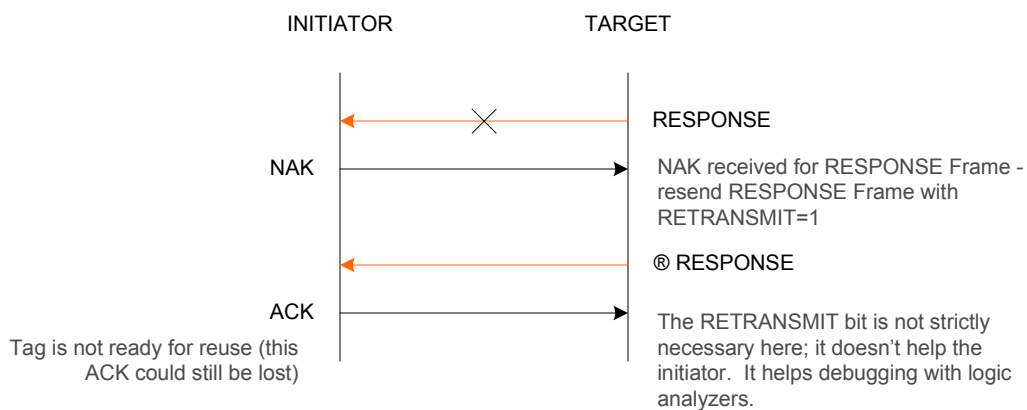 INITIATOR
TARGET
RESPONSE
NAK
NAK received for RESPONSE Frame -
resend RESPONSE Frame with
RETRANSMIT=1
® RESPONSE
ACK
Tag is not ready for reuse (this
ACK could still be lost)
The RETRANSMIT bit is not strictly
necessary here; it doesn’t help the
initiator.  It helps debugging with logic
analyzers.